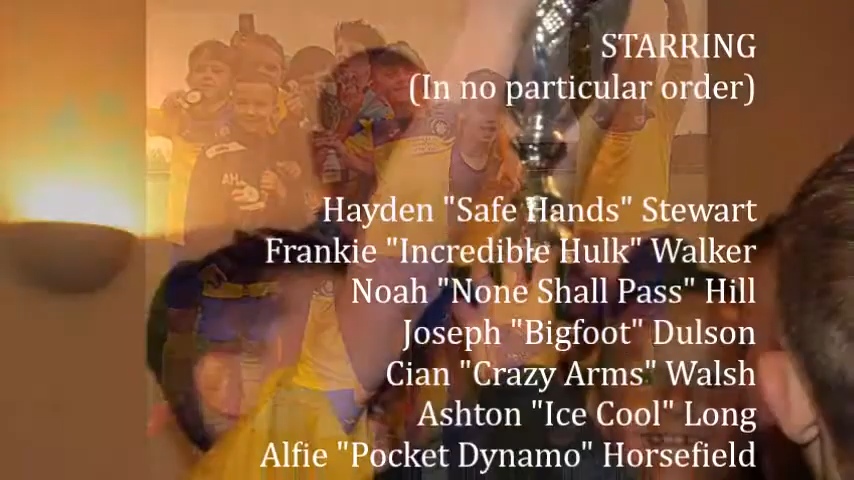 STARRING
(In no particular order)
Hayden "Safe Hands" Stewart
Frankie "Incredible Hulk" Walker
Noah "None Shall Pass" Hill
Joseph "Bigfoot" Dulson
Cian "Crazy Arms" Walsh
Ashton "Ice Cool" Long
Alfie "Pocket Dynamo" Horsefield
AH